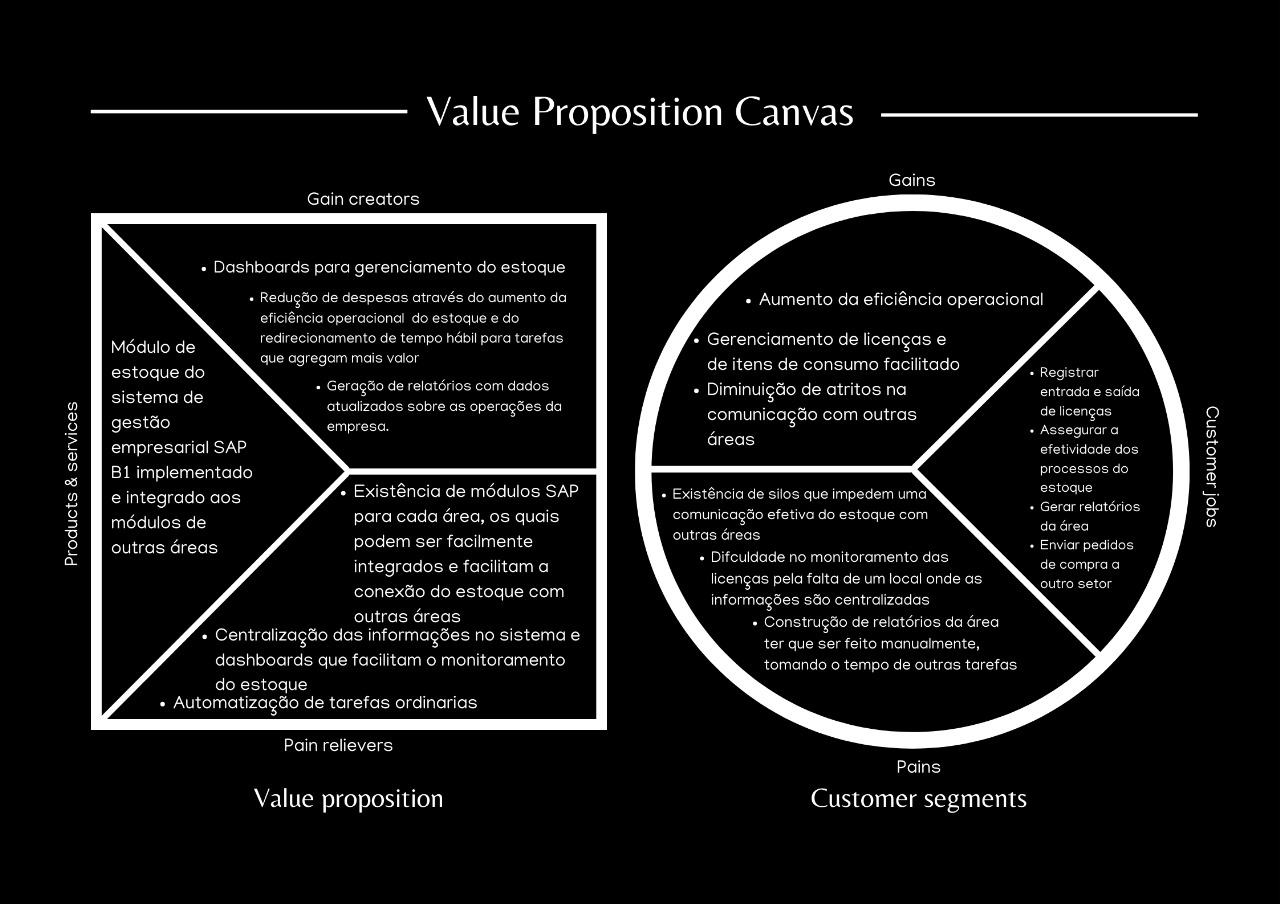 Value Proposition Canvas
Gain creators
• Dashboards para gerenciamento do estoque
• Redução de despesas através do aumento da
eficiência operacional do estoque e do
redirecionamento de tempo hábil para tarefas
que agregam mais valor
• Geração de relatórios com dados
atualizados sobre as operações da
empresa.
Products & services
Módulo de
estoque do
sistema de
gestão
empresarial SAP
B1 implementado
e integrado aos
módulos de
outras áreas
• Existência de módulos SAP
para cada área, os quais
podem ser facilmente
integrados e facilitam a
conexão do estoque com
outras áreas
• Centralização das informações no sistema e
dashboards que facilitam o monitoramento
do estoque
• Automatização de tarefas ordinarias
Pain relievers
Value proposition
Gains
• Aumento da eficiência operacional
• Gerenciamento de licenças e
de itens de consumo facilitado
• Diminuição de atritos na
comunicação com outras
áreas
• Registrar
entrada e saída
de licenças
• Assegurar a
efetividade dos
processos do
estoque
• Gerar relatórios
da área
• Enviar pedidos
de compra a
outro setor
Customer jobs
• Existência de silos que impedem uma
comunicação efetiva do estoque com
outras áreas
• Difculdade no monitoramento das
licenças pela falta de um local onde as
informações são centralizadas
• Construção de relatórios da área
ter que ser feito manualmente,
tomando o tempo de outras tarefas
Pains
Customer segments